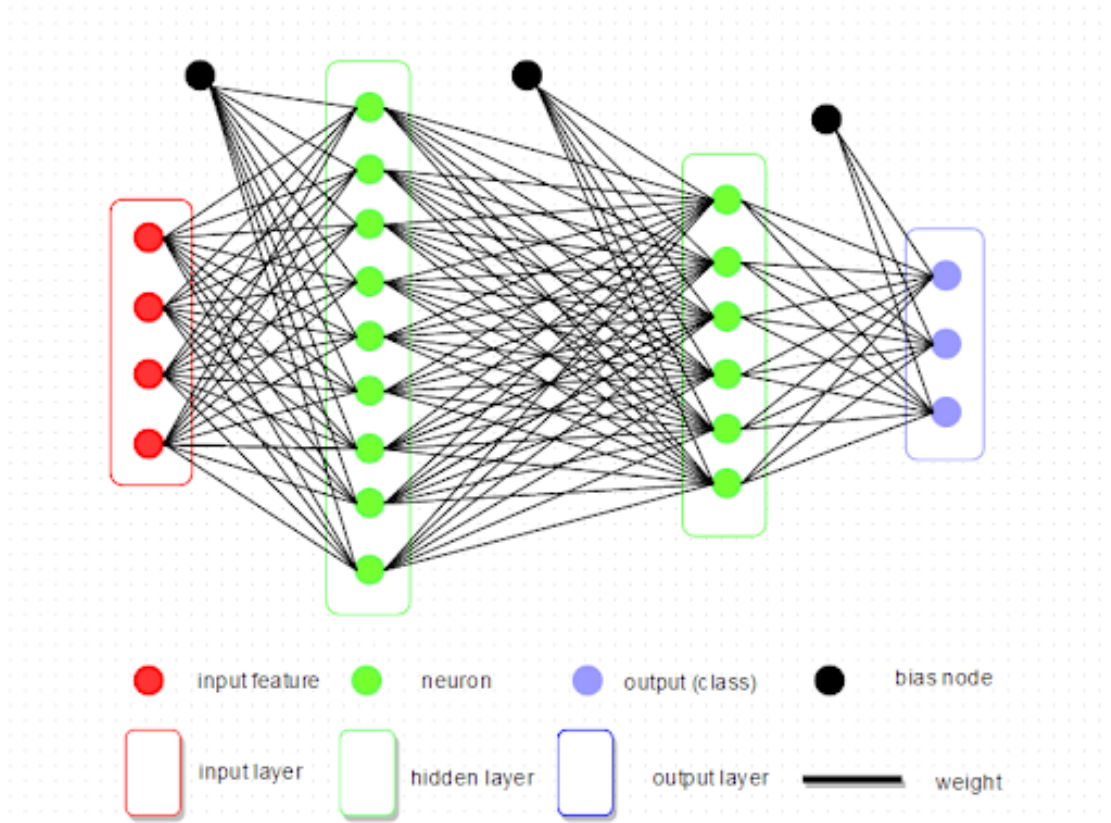 input feature
neuron
output (class)
bias node
input layer
hidden layer
output layer
weight